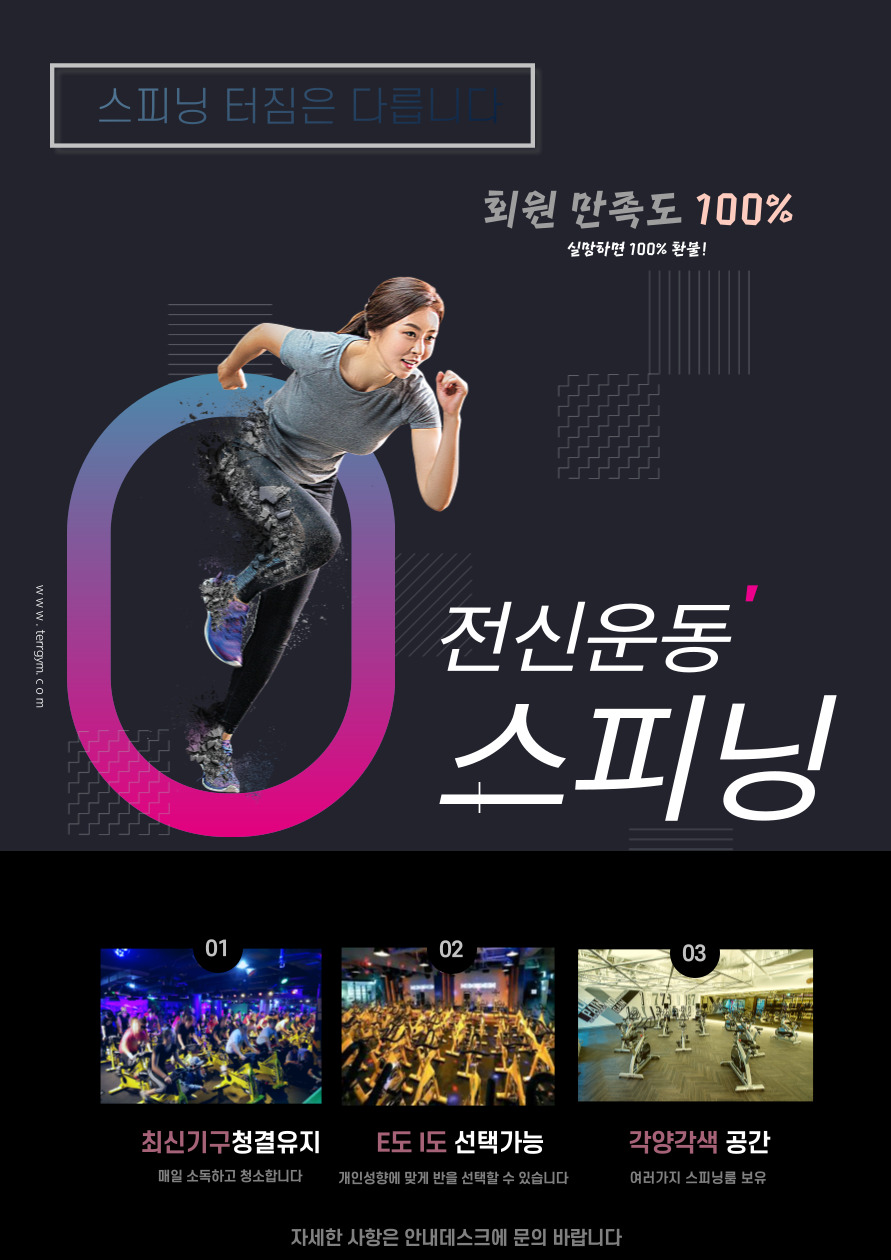 스피닝 터짐은 다릅니다
회원 만족도 100%
실망하면 100% 환불!
www.terrgym.com
전신운동'
스피닝
01
02
03
최신기구청결유지
매일 소독하고 청소합니다
E도 I도 선택가능
개인성향에 맞게 반을 선택할 수 있습니다
각양각색 공간
여러가지 스피닝룸 보유
자세한 사항은 안내데스크에 문의 바랍니다